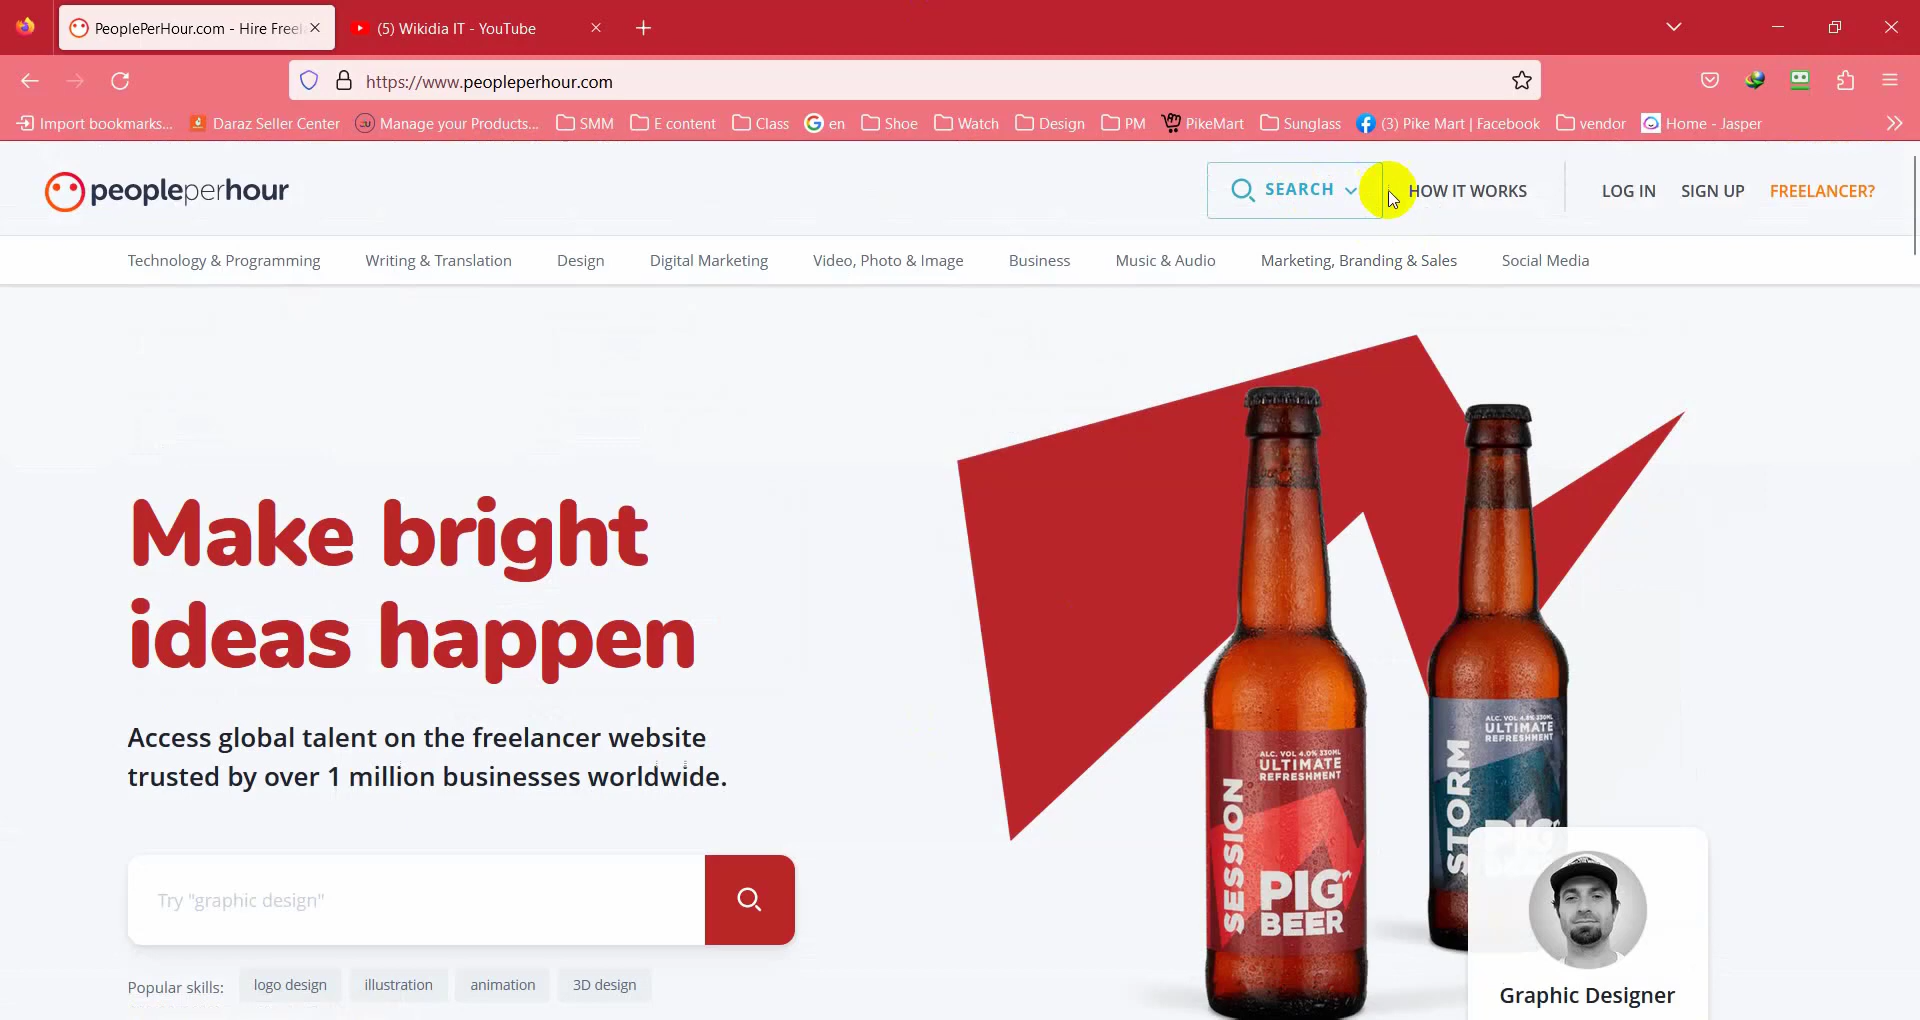 PeoplePerHour.com - Hire Freel
(5) Wikidia IT - YouTube
https://www.peopleperhour.com
Import bookmarks...
Daraz Seller Center
Manage your Products...
SMM
E content
Class
en
Shoe
Watch
Design
PM
PikeMart
Sunglass
(3) Pike Mart | Facebook
vendor
Home - Jasper
peopleperhour
SEARCH
HOW IT WORKS
LOG IN
SIGN UP
FREELANCER?
Technology & Programming
Writing & Translation
Design
Digital Marketing
Video, Photo & Image
Business
Music & Audio
Marketing, Branding & Sales
Social Media
Make bright
ideas happen
Access global talent on the freelancer website
trusted by over 1 million businesses worldwide.
Try "graphic design"
Popular skills:
logo design
illustration
animation
3D design
ALC. VOL 4.0% 330ML
ULTIMATE
REFRESHMENT
SESSION
PIG
BEER
ALC. VOL 4.8% 330ML
ULTIMATE
REFRESHMENT
STORM
PIG
Graphic Designer